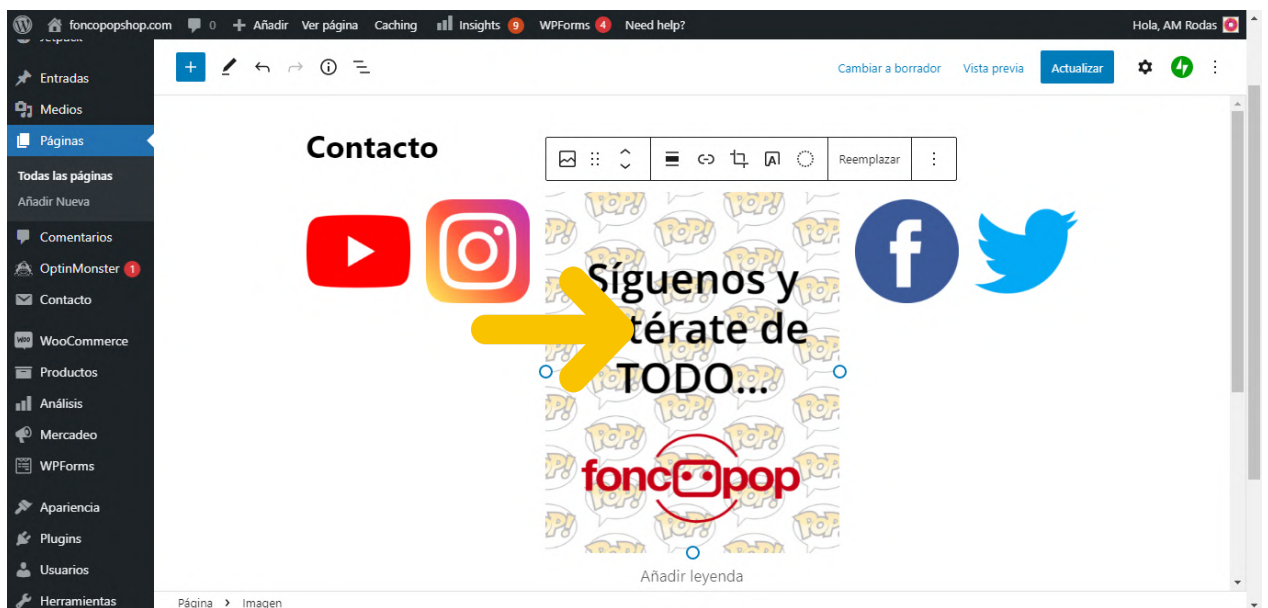 foncopopshop.com 0 + Añadir Ver página Caching Insights 9 WPForms 4 Need help? Hola, AM Rodas
Jetpack
Entradas
Medios
Páginas
Todas las páginas
Añadir Nueva
Comentarios
OptinMonster 1
Contacto
WooCommerce
Productos
Análisis
Mercadeo
WPForms
Apariencia
Plugins
Usuarios
Herramientas
Cambiar a borrador Vista previa Actualizar
Contacto
Reemplazar
Síguenos y
térate de
TODO...
foncopop
POP!
Añadir leyenda
Página > Imagen